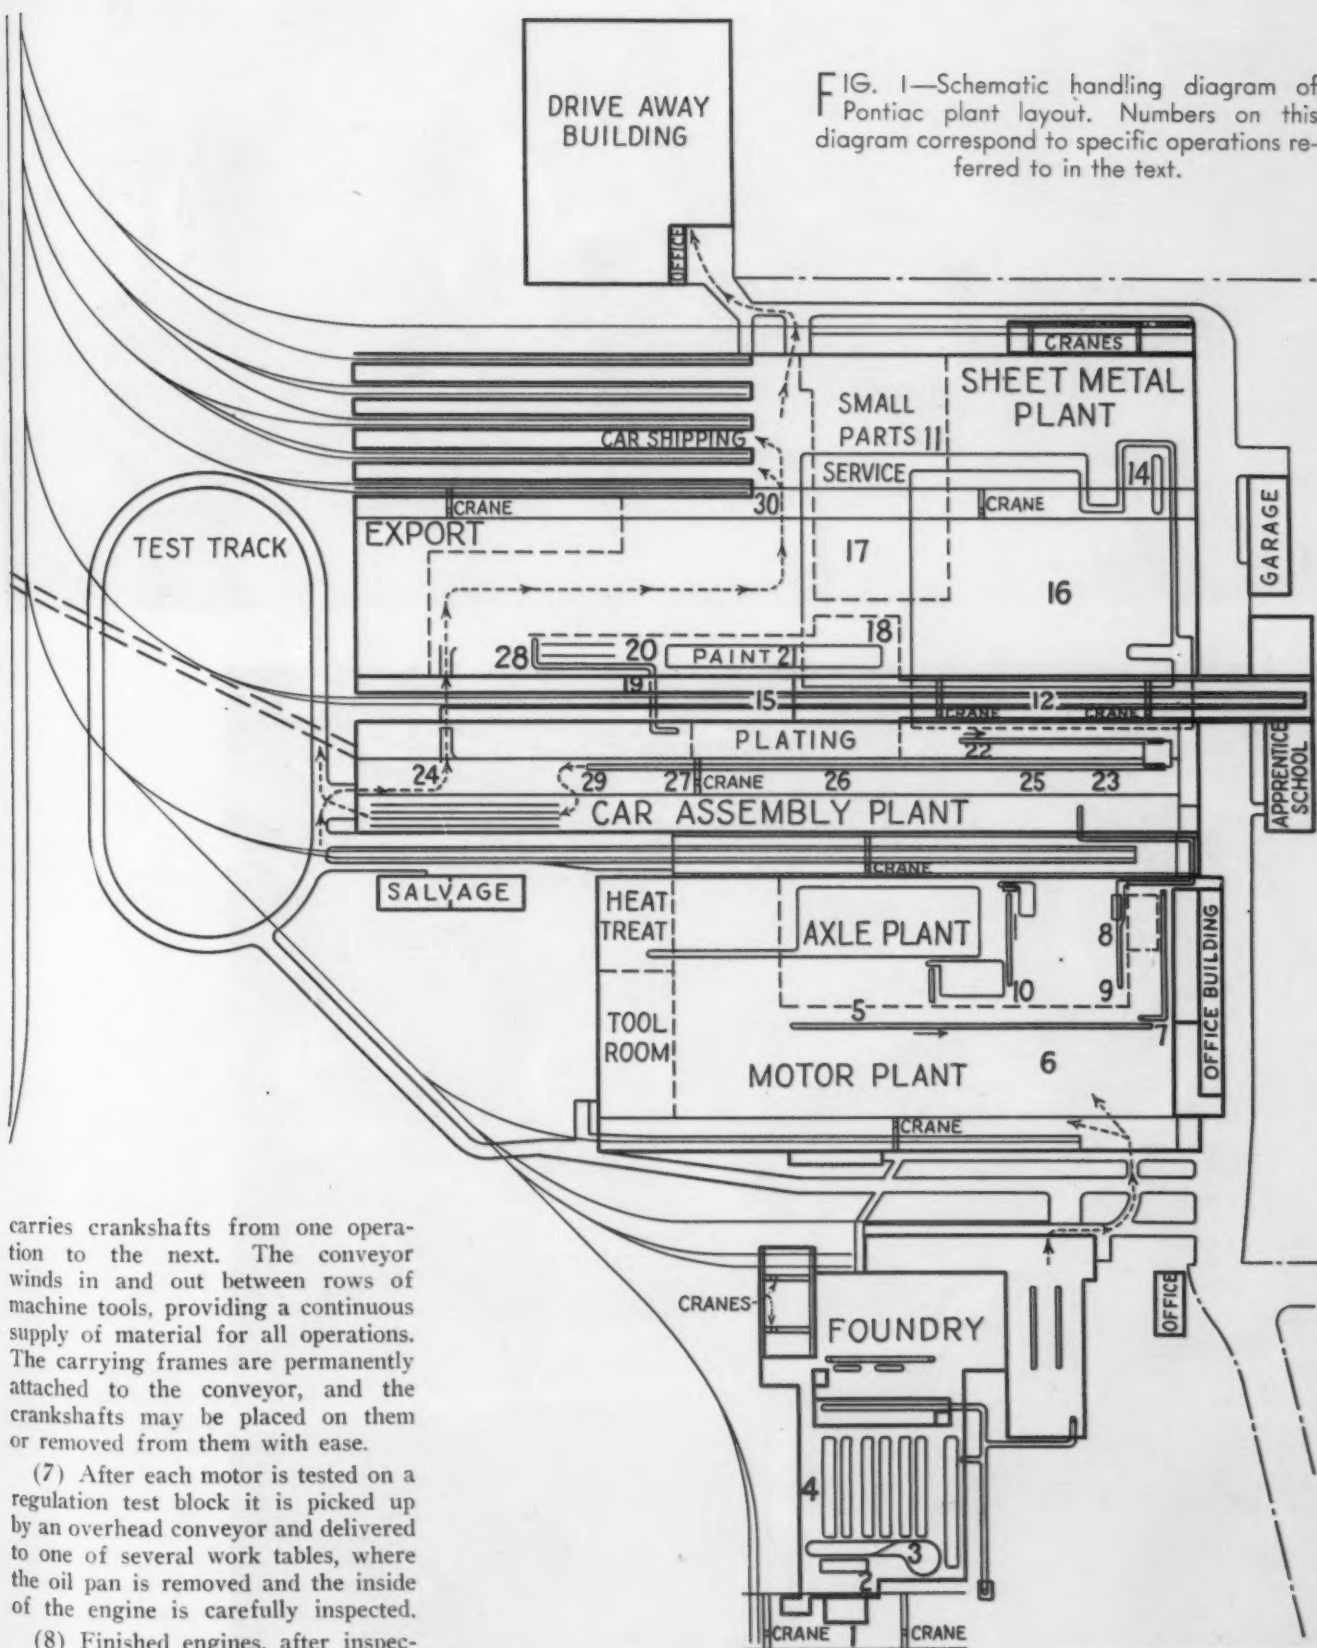 FIG. 1—Schematic handling diagram of
Pontiac plant layout. Numbers on this
diagram correspond to specific operations re-
ferred to in the text.
DRIVE AWAY
BUILDING
OFFICE
CRANES
SHEET METAL
PLANT
SMALL
PARTS 11
CAR SHIPPING
SERVICE
14
30
CRANE
CRANE
EXPORT
GARAGE
TEST TRACK
17
16
18
28
20
PAINT 21
19
15
12
CRANE
CRANE
PLATING
22
APPRENTICE
SCHOOL
24
29
27
CRANE
26
25
23
CAR ASSEMBLY PLANT
CRANE
SALVAGE
HEAT
TREAT
AXLE PLANT
8
10
9
OFFICE BUILDING
5
7
TOOL
ROOM
6
MOTOR PLANT
CRANE
CRANES
FOUNDRY
OFFICE
4
3
2
CRANE
1
CRANE
carries crankshafts from one opera-
tion to the next. The conveyor
winds in and out between rows of
machine tools, providing a continuous
supply of material for all operations.
The carrying frames are permanently
attached to the conveyor, and the
crankshafts may be placed on them
or removed from them with ease.
(7) After each motor is tested on a
regulation test block it is picked up
by an overhead conveyor and delivered
to one of several work tables, where
the oil pan is removed and the inside
of the engine is carefully inspected.
(8) Finished engines, after inspec-